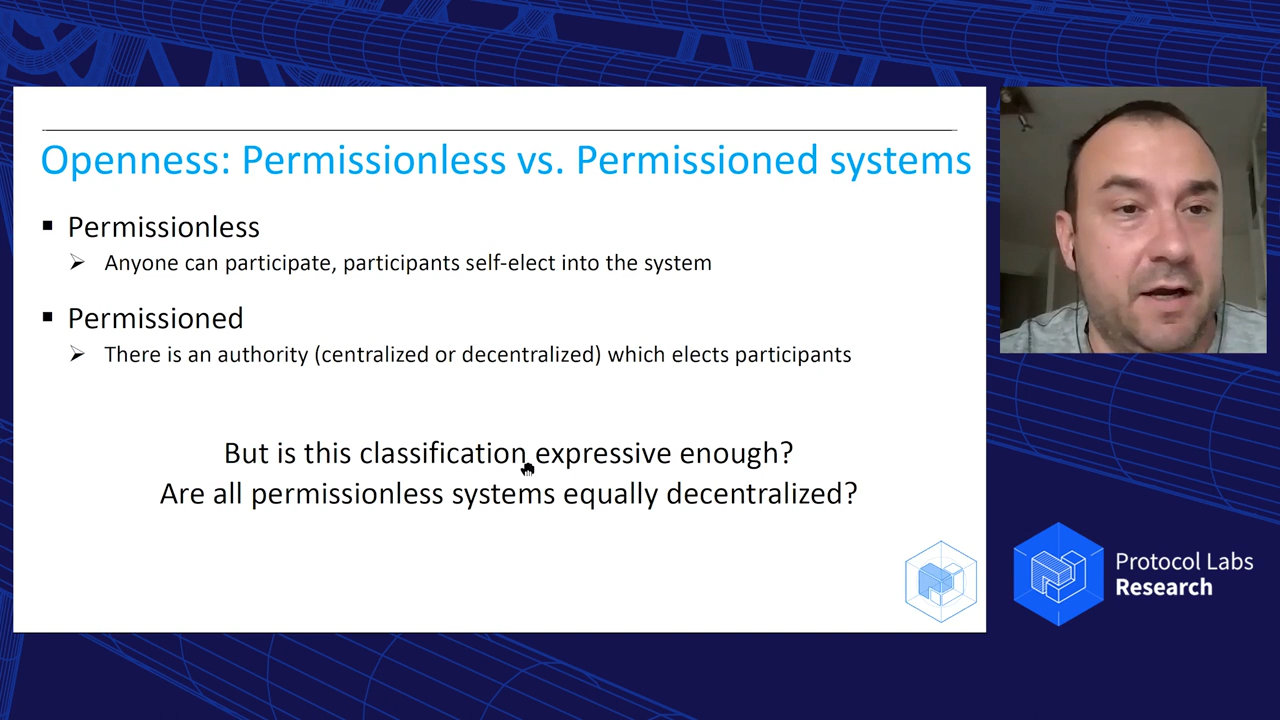 Openness: Permissionless vs. Permissioned systems
▪ Permissionless
➢ Anyone can participate, participants self-elect into the system
▪ Permissioned
➢ There is an authority (centralized or decentralized) which elects participants
But is this classification expressive enough?
Are all permissionless systems equally decentralized?
Protocol Labs
Research